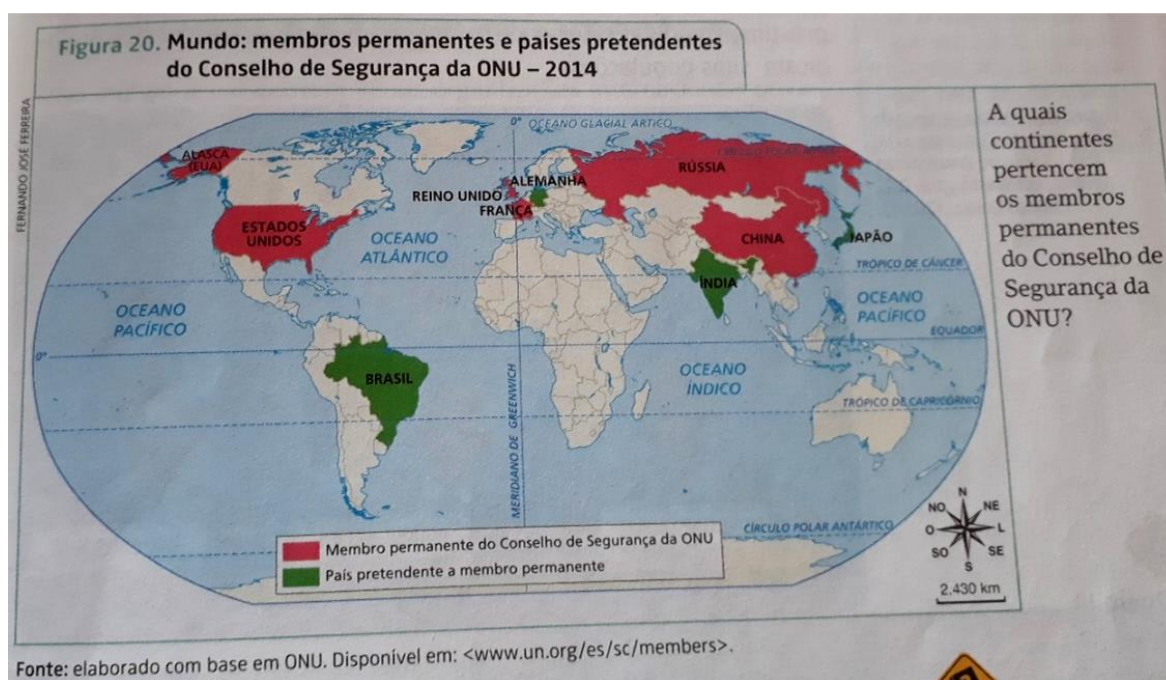 Figura 20. Mundo: membros permanentes e países pretendentes
do Conselho de Segurança da ONU – 2014
FERNANDO JOSÉ FERREIRA
A quais
continentes
pertencem
os membros
permanentes
do Conselho de
Segurança da
ONU?
0°
OCEANO GLACIAL ÁRTICO
CÍRCULO POLAR ÁRTICO
ALASCA
(EUA)
RÚSSIA
ALEMANHA
REINO UNIDO
FRANÇA
ESTADOS
UNIDOS
OCEANO
ATLÂNTICO
CHINA
JAPÃO
TRÓPICO DE CÂNCER
ÍNDIA
OCEANO
PACÍFICO
OCEANO
PACÍFICO
EQUADOR
0°
0
BRASIL
OCEANO
ÍNDICO
MERIDIANO DE GREENWICH
TRÓPICO DE CAPRICÓRNIO
CÍRCULO POLAR ANTÁRTICO
Membro permanente do Conselho de Segurança da ONU
País pretendente a membro permanente
N
NO
NE
O
L
SO
SE
S
2.430 km
Fonte: elaborado com base em ONU. Disponível em: <www.un.org/es/sc/members>.